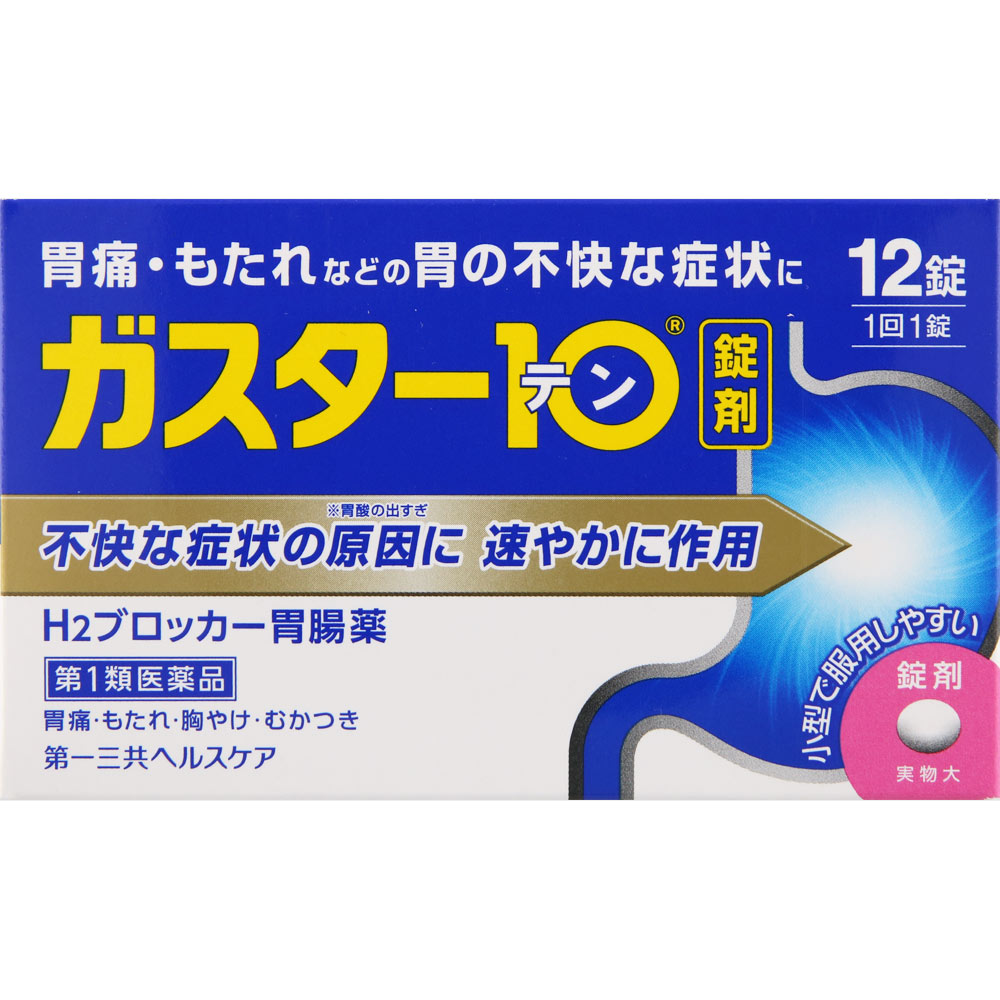 胃痛・もたれなどの胃の不快な症状に
12錠
1回1錠
ガスター10®
テン
錠剤
※胃酸の出すぎ
不快な症状の原因に 速やかに作用
H2ブロッカー胃腸薬
第1類医薬品
胃痛・もたれ・胸やけ・むかつき
第一三共ヘルスケア
小型で服用しやすい
錠剤
実物大